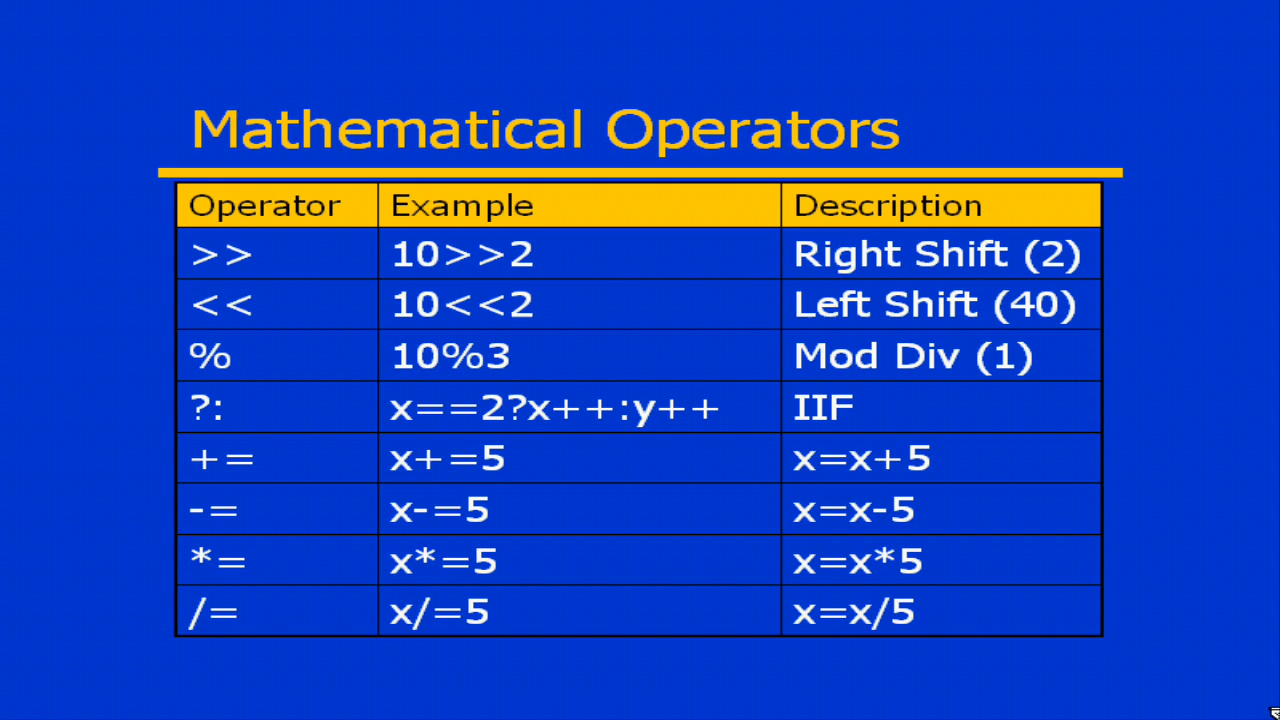 Mathematical Operators
Operator Example Description
>> 10>>2 Right Shift (2)
<< 10<<2 Left Shift (40)
% 10%3 Mod Div (1)
?: x==2?x++:y++ IIF
+= x+=5 x=x+5
-= x-=5 x=x-5
*= x*=5 x=x*5
/= x/=5 x=x/5